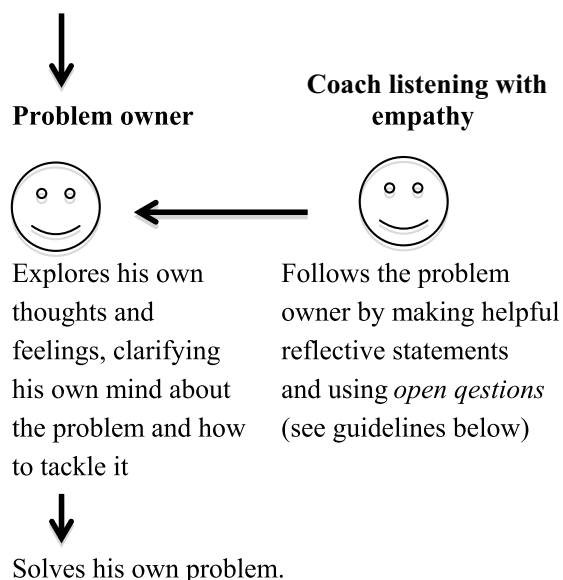 Problem owner
Coach listening with
empathy
Explores his own
thoughts and
feelings, clarifying
his own mind about
the problem and how
to tackle it
Follows the problem
owner by making helpful
reflective statements
and using open qestions
(see guidelines below)
Solves his own problem.